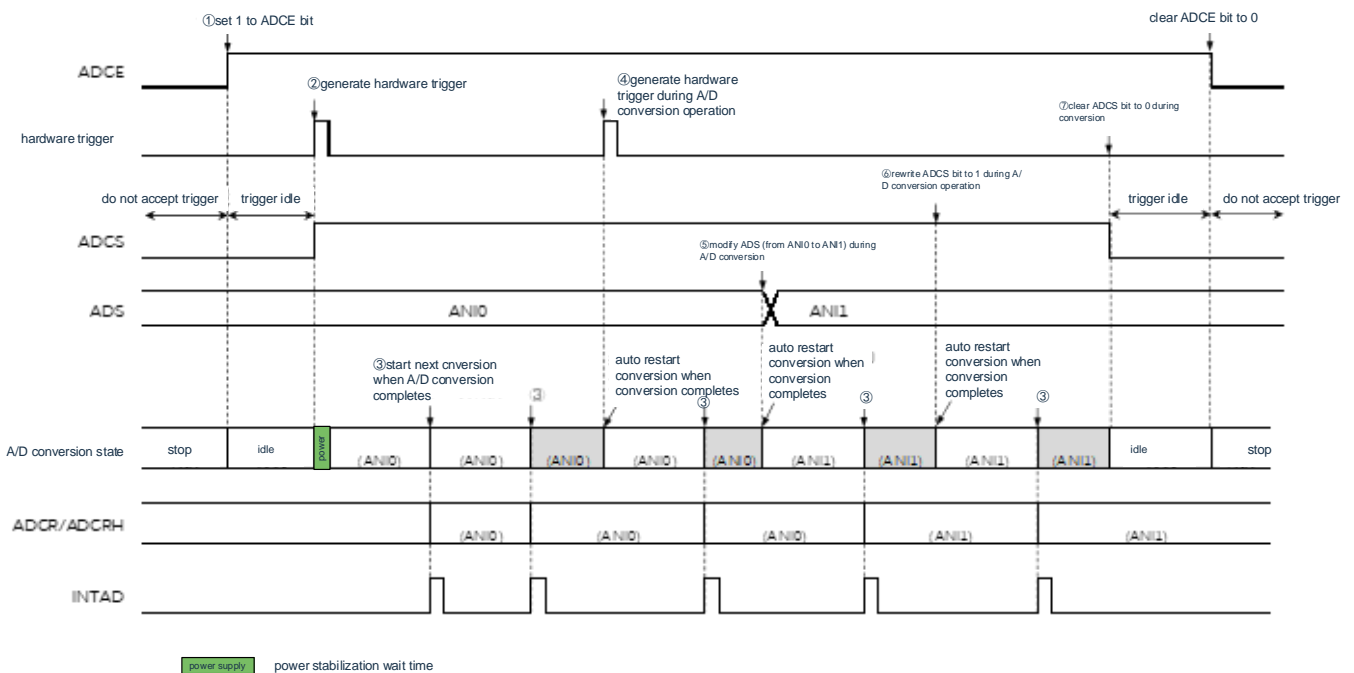 ①set 1 to ADCE bit
clear ADCE bit to 0
ADCE
②generate hardware trigger
④generate hardware
trigger during A/D
conversion operation
⑦clear ADCS bit to 0 during
conversion
hardware trigger
⑥rewrite ADCS bit to 1 during A/
D conversion operation
do not accept trigger
trigger idle
trigger idle
do not accept trigger
ADCS
⑤modify ADS (from ANI0 to ANI1) during
A/D conversion
ADS
ANI0
ANI1
③start next cnversion
when A/D conversion
completes
③
auto restart
conversion when
conversion completes
③
auto restart
conversion when
conversion
completes
③
auto restart
conversion when
conversion
completes
③
A/D conversion state
stop
idle
power
(ANI0)
(ANI0)
(ANI0)
(ANI0)
(ANI0)
(ANI1)
(ANI1)
(ANI1)
(ANI1)
idle
stop
ADCR/ADCRH
(ANI0)
(ANI0)
(ANI0)
(ANI1)
(ANI1)
INTAD
power supply
power stabilization wait time